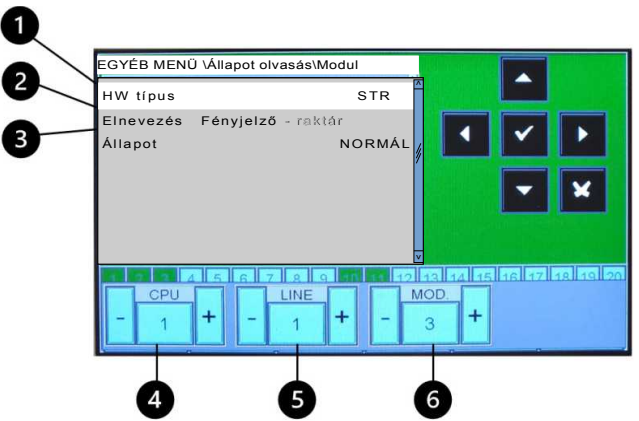 1
EGYÉB MENÜ \Állapot olvasás\Modul
2
HW típus STR
3
Elnevezés Fényjelző - raktár
Állapot NORMÁL
1 2 3 4 5 6 7 8 9 10 11 12 13 14 15 16 17 18 19 20
CPU LINE MOD.
- 1 + - 1 + - 3 +
4 5 6